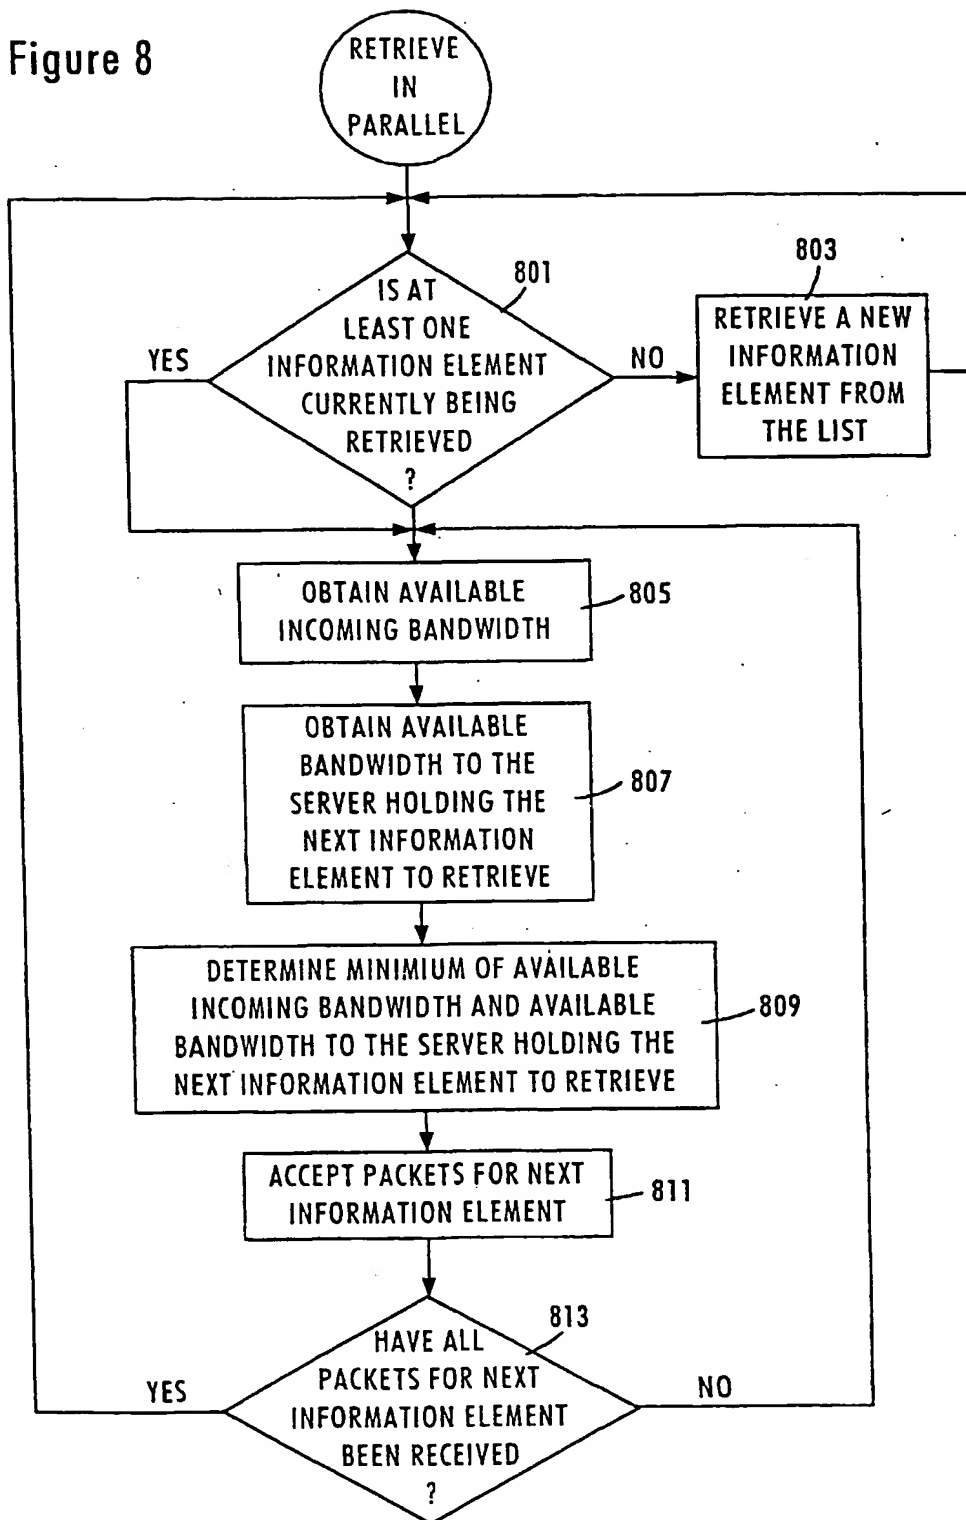 Figure 8
RETRIEVE
IN
PARALLEL
801
IS AT
LEAST ONE
INFORMATION ELEMENT
CURRENTLY BEING
RETRIEVED
?
YES
NO
803
RETRIEVE A NEW
INFORMATION
ELEMENT FROM
THE LIST
OBTAIN AVAILABLE
INCOMING BANDWIDTH
805
OBTAIN AVAILABLE
BANDWIDTH TO THE
SERVER HOLDING THE
NEXT INFORMATION
ELEMENT TO RETRIEVE
807
DETERMINE MINIMIUM OF AVAILABLE
INCOMING BANDWIDTH AND AVAILABLE
BANDWIDTH TO THE SERVER HOLDING THE
NEXT INFORMATION ELEMENT TO RETRIEVE
809
ACCEPT PACKETS FOR NEXT
INFORMATION ELEMENT
811
813
HAVE ALL
PACKETS FOR NEXT
INFORMATION ELEMENT
BEEN RECEIVED
?
YES
NO